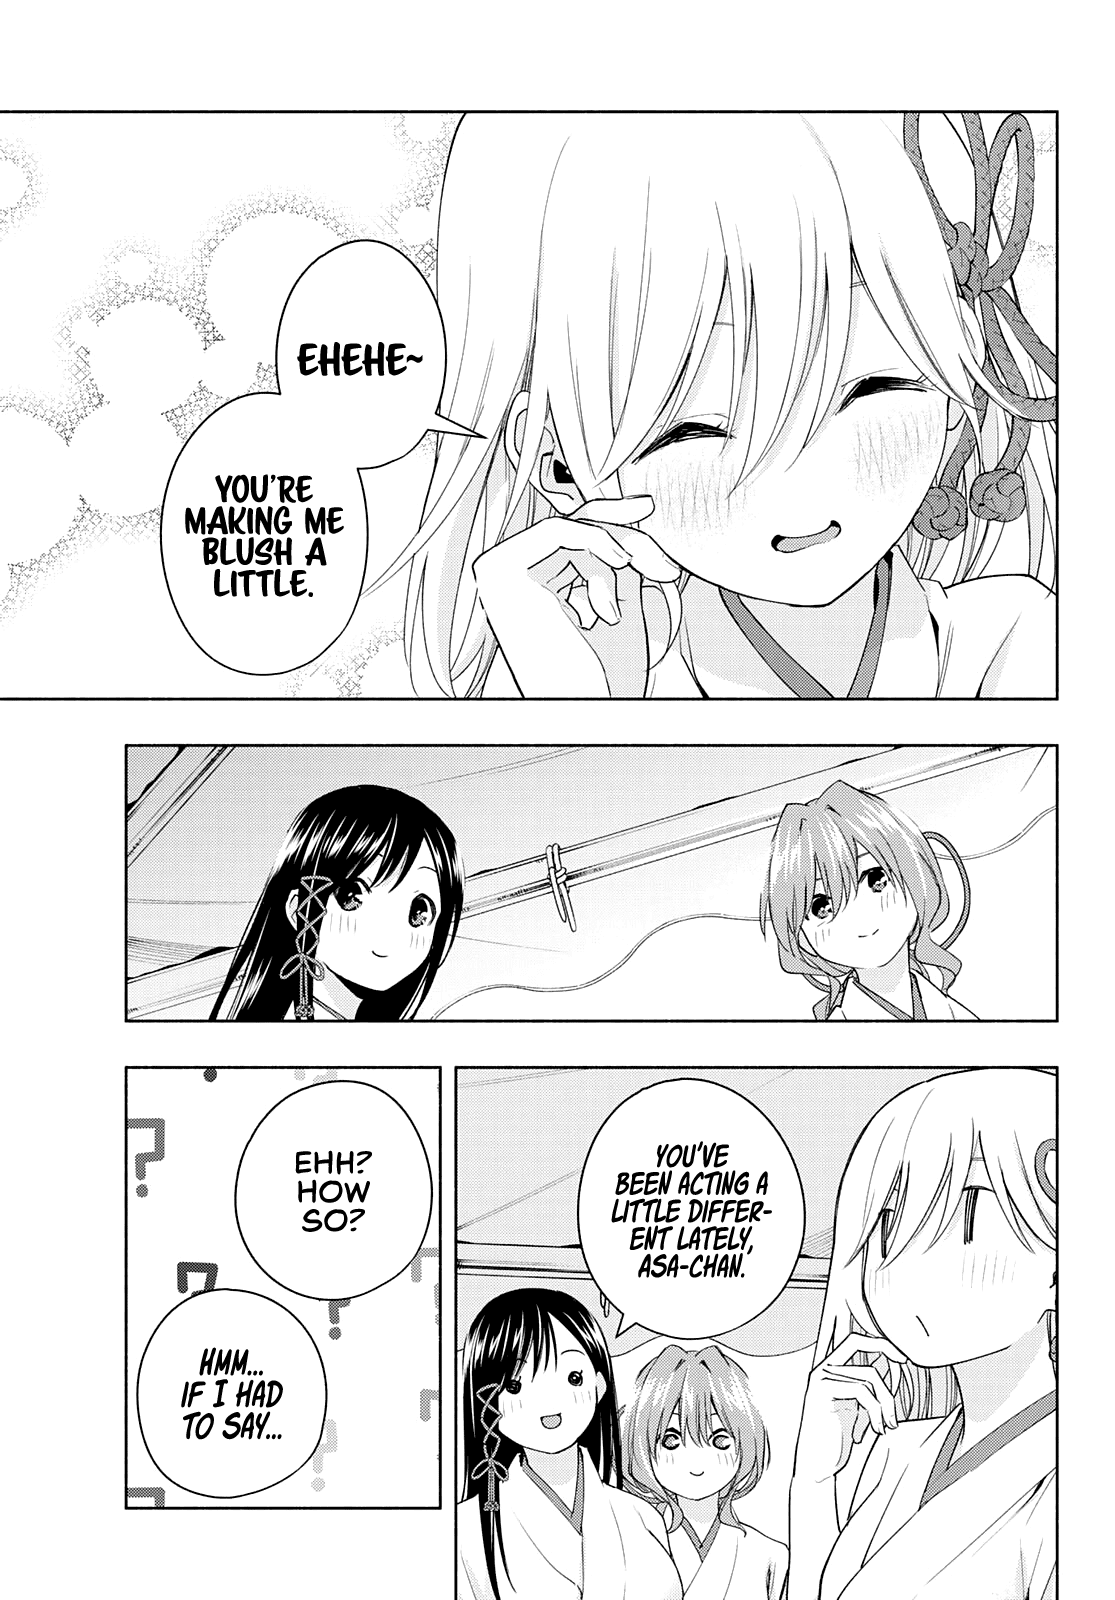 EHEHE~
YOU'RE
MAKING ME
BLUSH A
LITTLE.
YOU'VE
BEEN ACTING A
LITTLE DIFFER-
ENT LATELY,
ASA-CHAN.
EHH?
HOW
SO?
HMM...
IF I HAD
TO SAY...